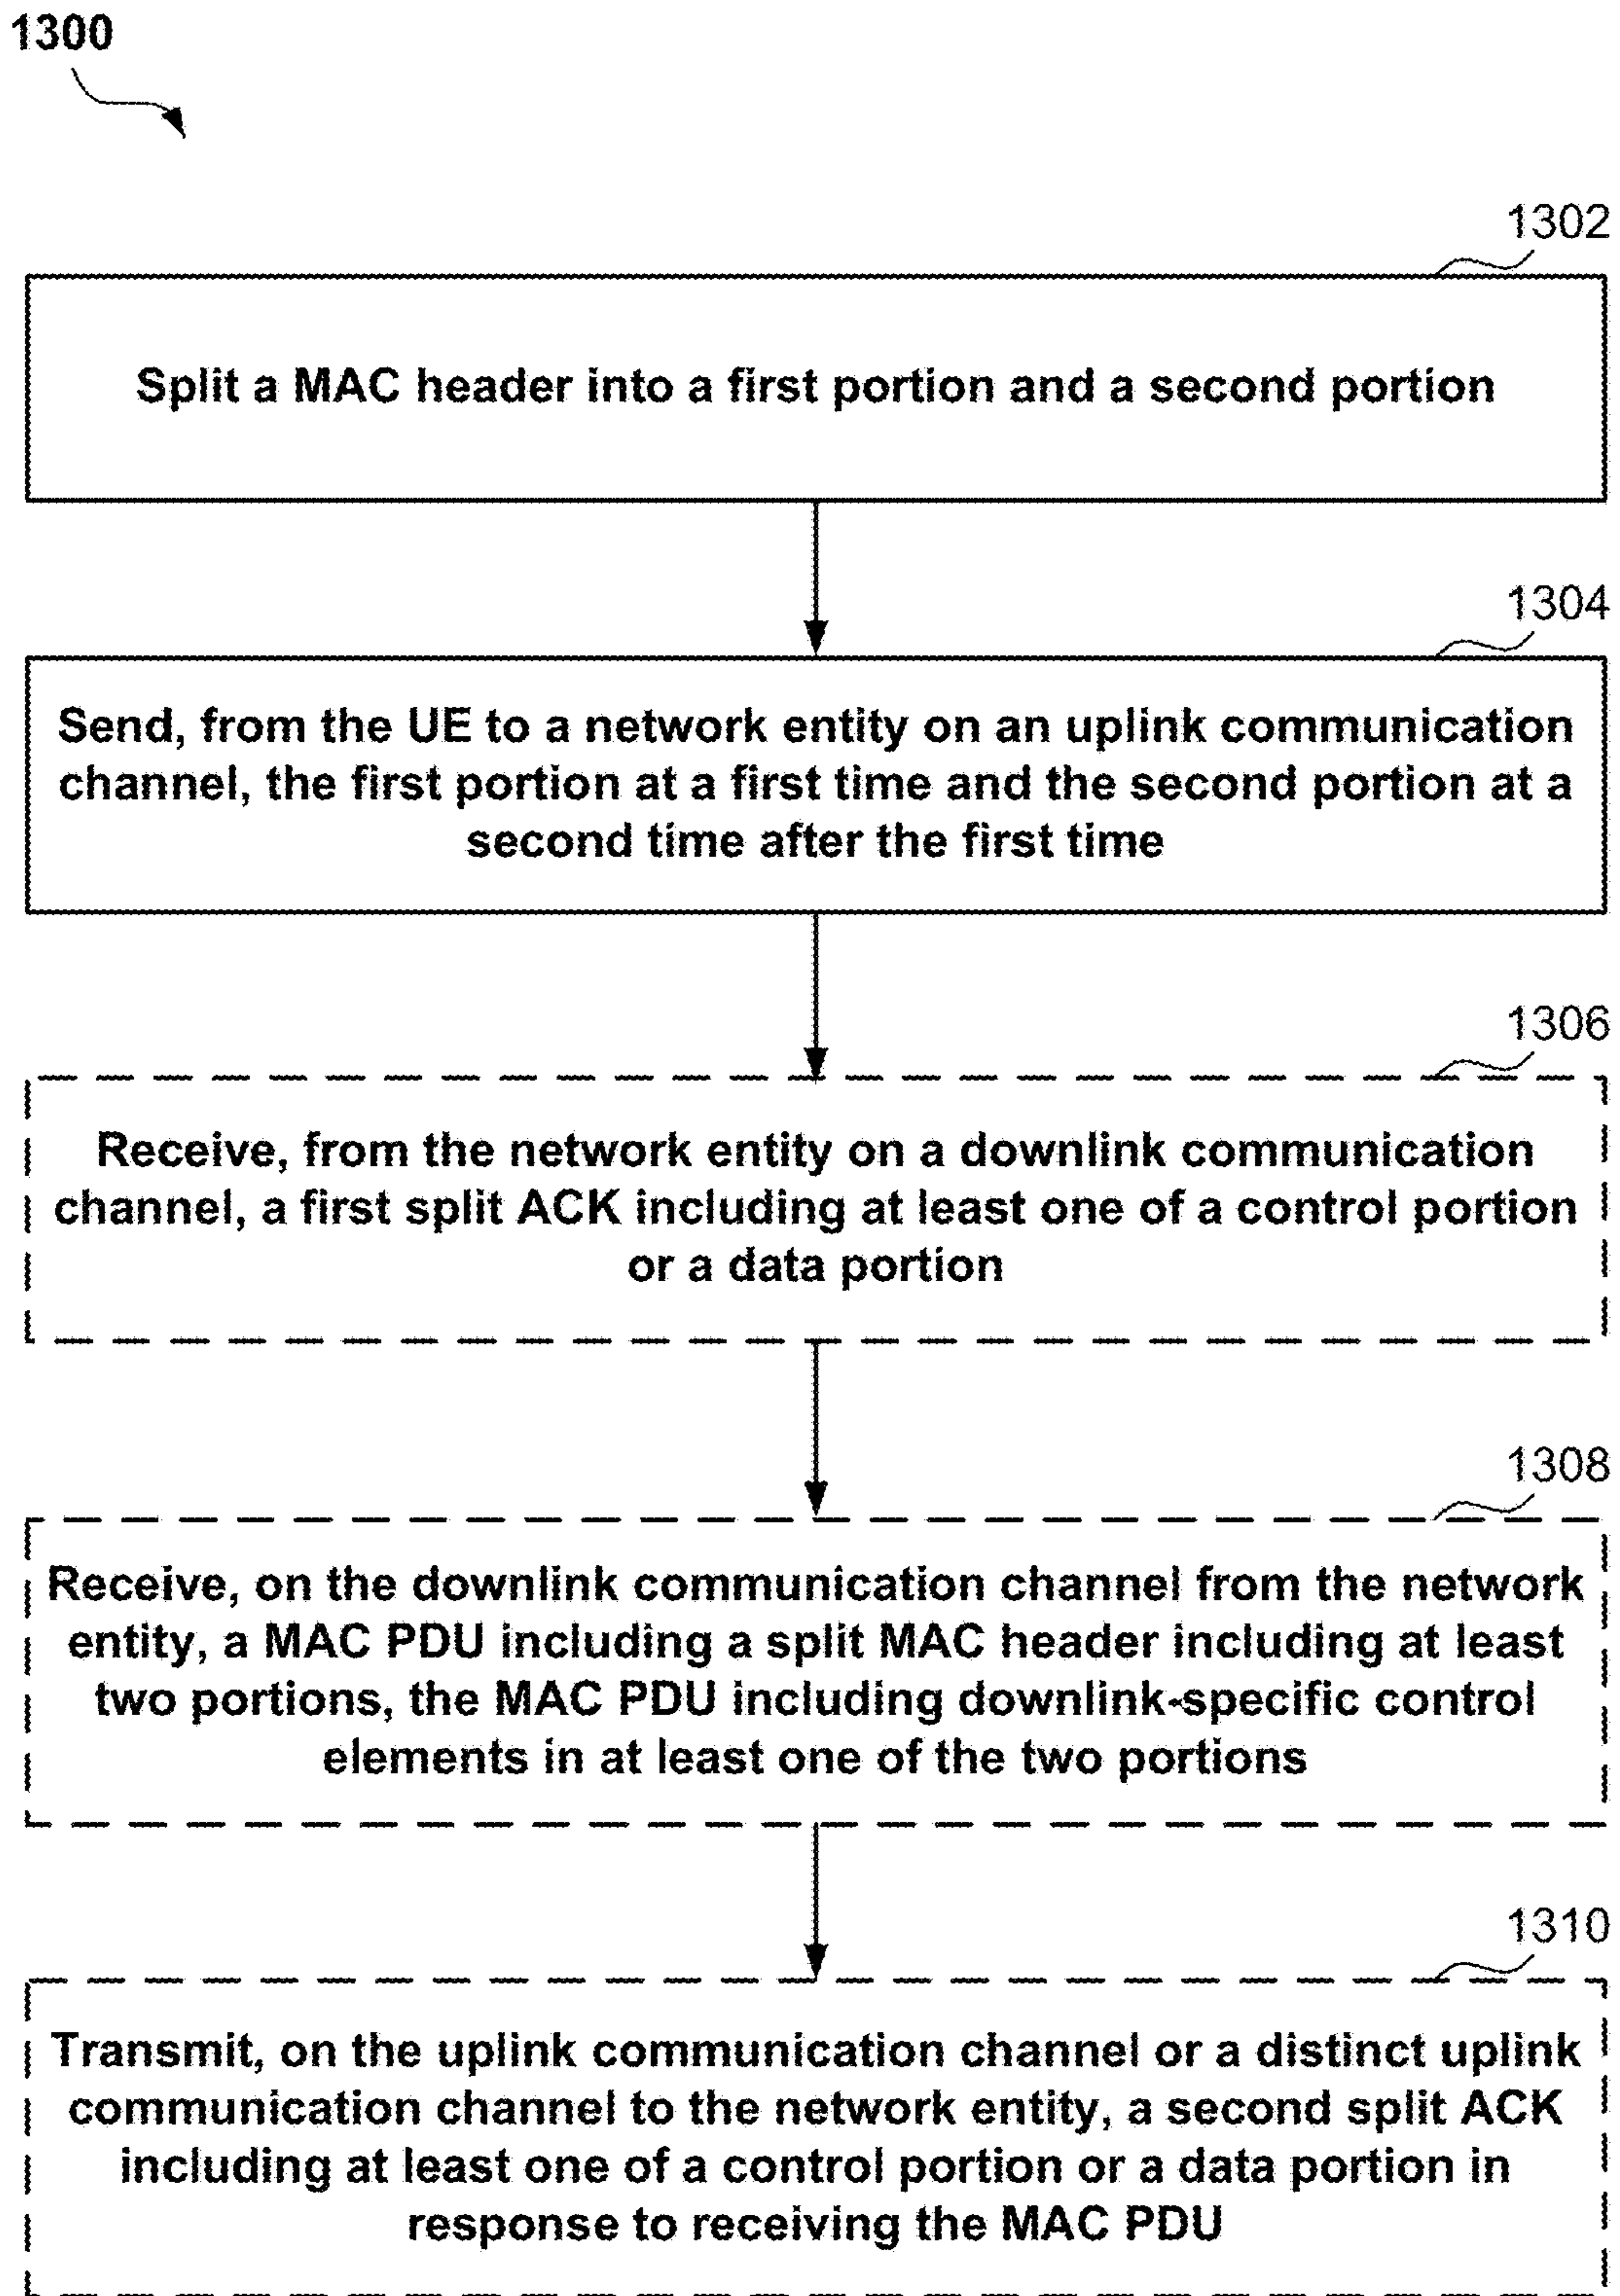 1300
1302
Split a MAC header into a first portion and a second portion
1304
Send, from the UE to a network entity on an uplink communication
channel, the first portion at a first time and the second portion at a
second time after the first time
1306
Receive, from the network entity on a downlink communication
channel, a first split ACK including at least one of a control portion
or a data portion
1308
Receive, on the downlink communication channel from the network
entity, a MAC PDU including a split MAC header including at least
two portions, the MAC PDU including downlink-specific control
elements in at least one of the two portions
1310
Transmit, on the uplink communication channel or a distinct uplink
communication channel to the network entity, a second split ACK
including at least one of a control portion or a data portion in
response to receiving the MAC PDU